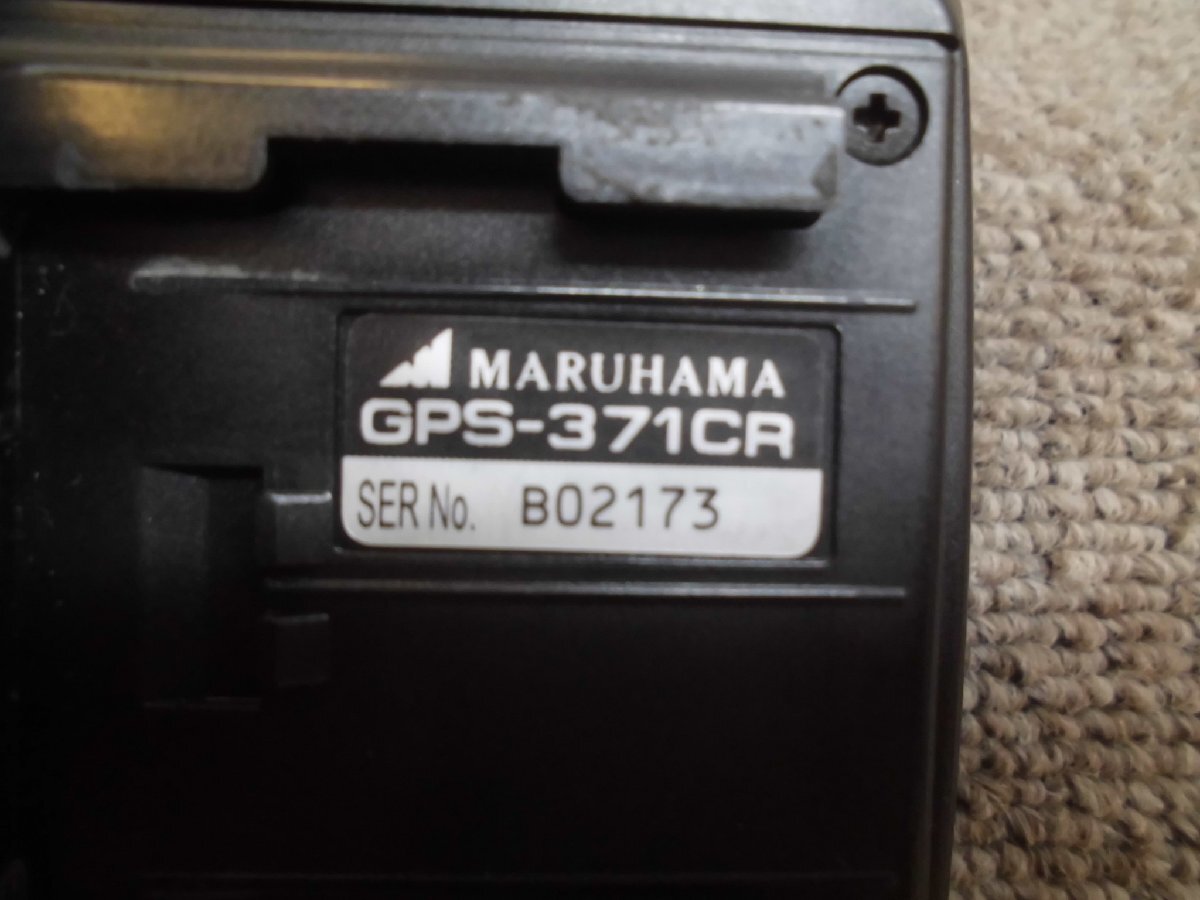 MARUHAMA
GPS-371CR
SER No. B02173